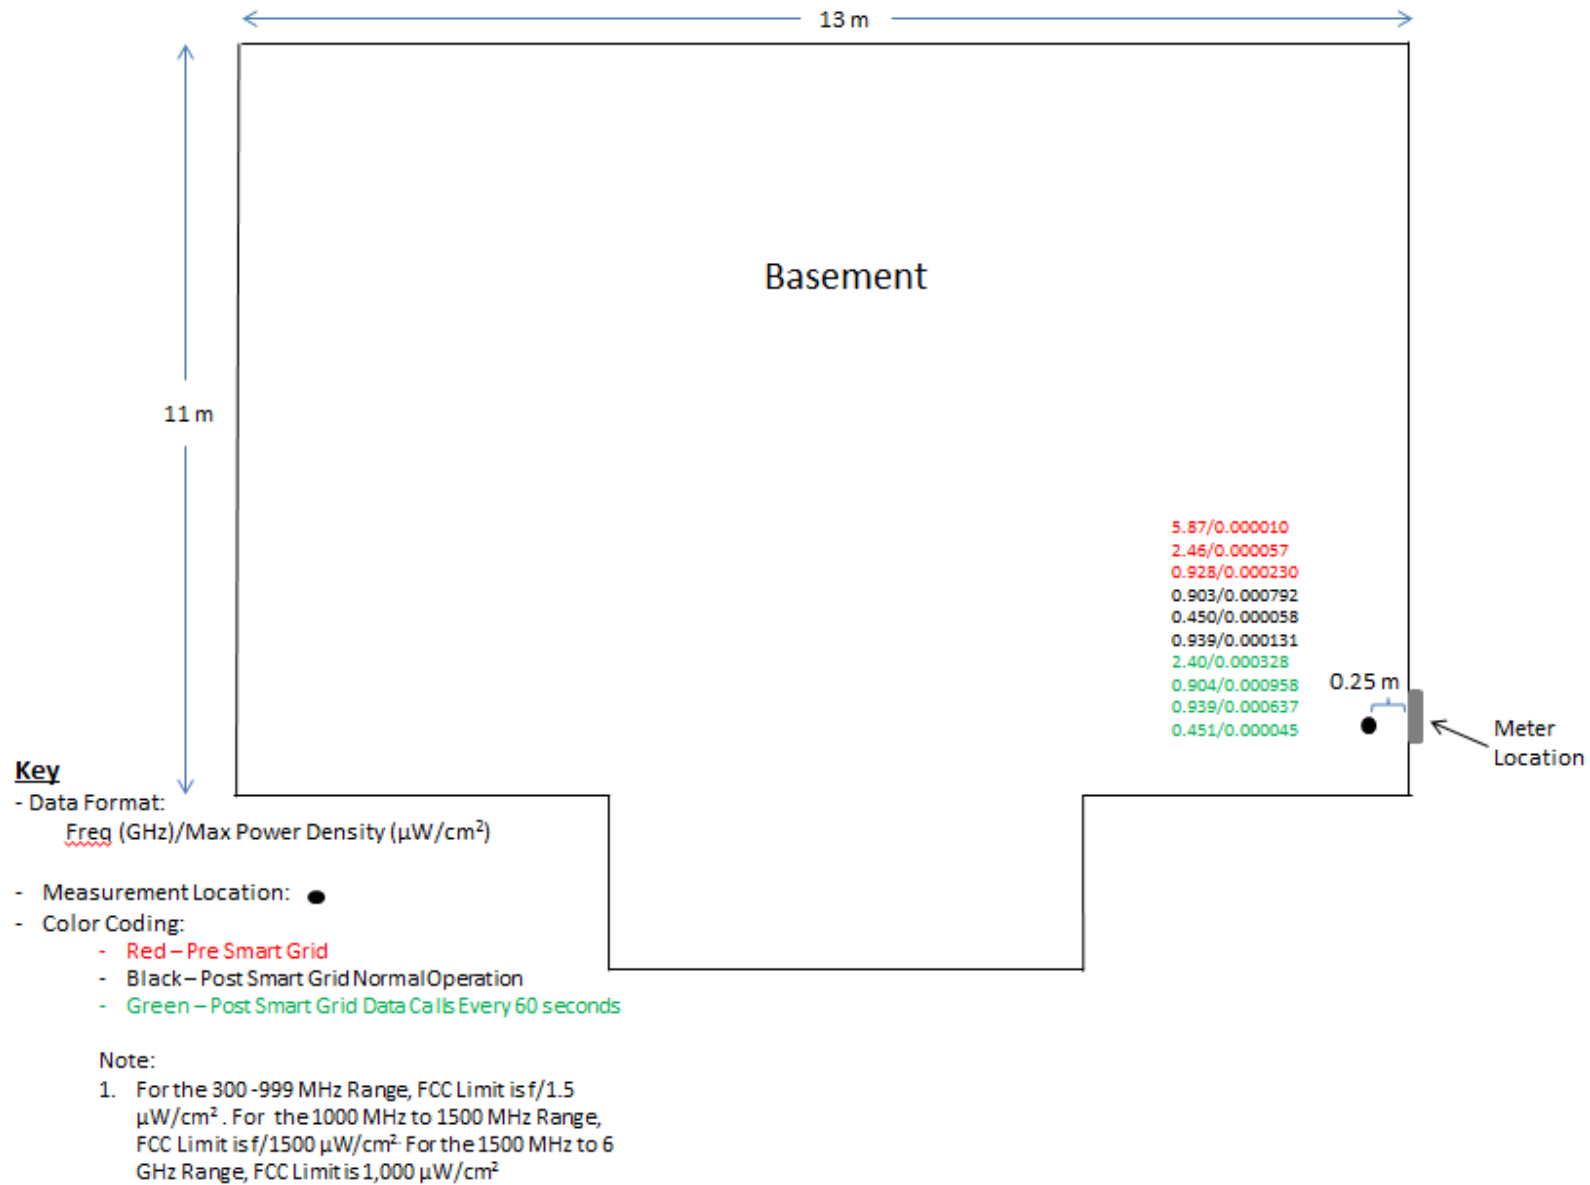 13 m
11 m
Basement
5.87/0.000010
2.46/0.000057
0.928/0.000230
0.903/0.000792
0.450/0.000058
0.939/0.000131
2.40/0.000328
0.904/0.000958
0.939/0.000637
0.451/0.000045
0.25 m
Meter
Location
Key
- Data Format:
Freq (GHz)/Max Power Density (µW/cm²)
- Measurement Location:
- Color Coding:
- Red – Pre Smart Grid
- Black – Post Smart Grid Normal Operation
- Green – Post Smart Grid Data Calls Every 60 seconds
Note:
1. For the 300 -999 MHz Range, FCC Limit is f/1.5
µW/cm² . For the 1000 MHz to 1500 MHz Range,
FCC Limit is f/1500 µW/cm². For the 1500 MHz to 6
GHz Range, FCC Limit is 1,000 µW/cm²